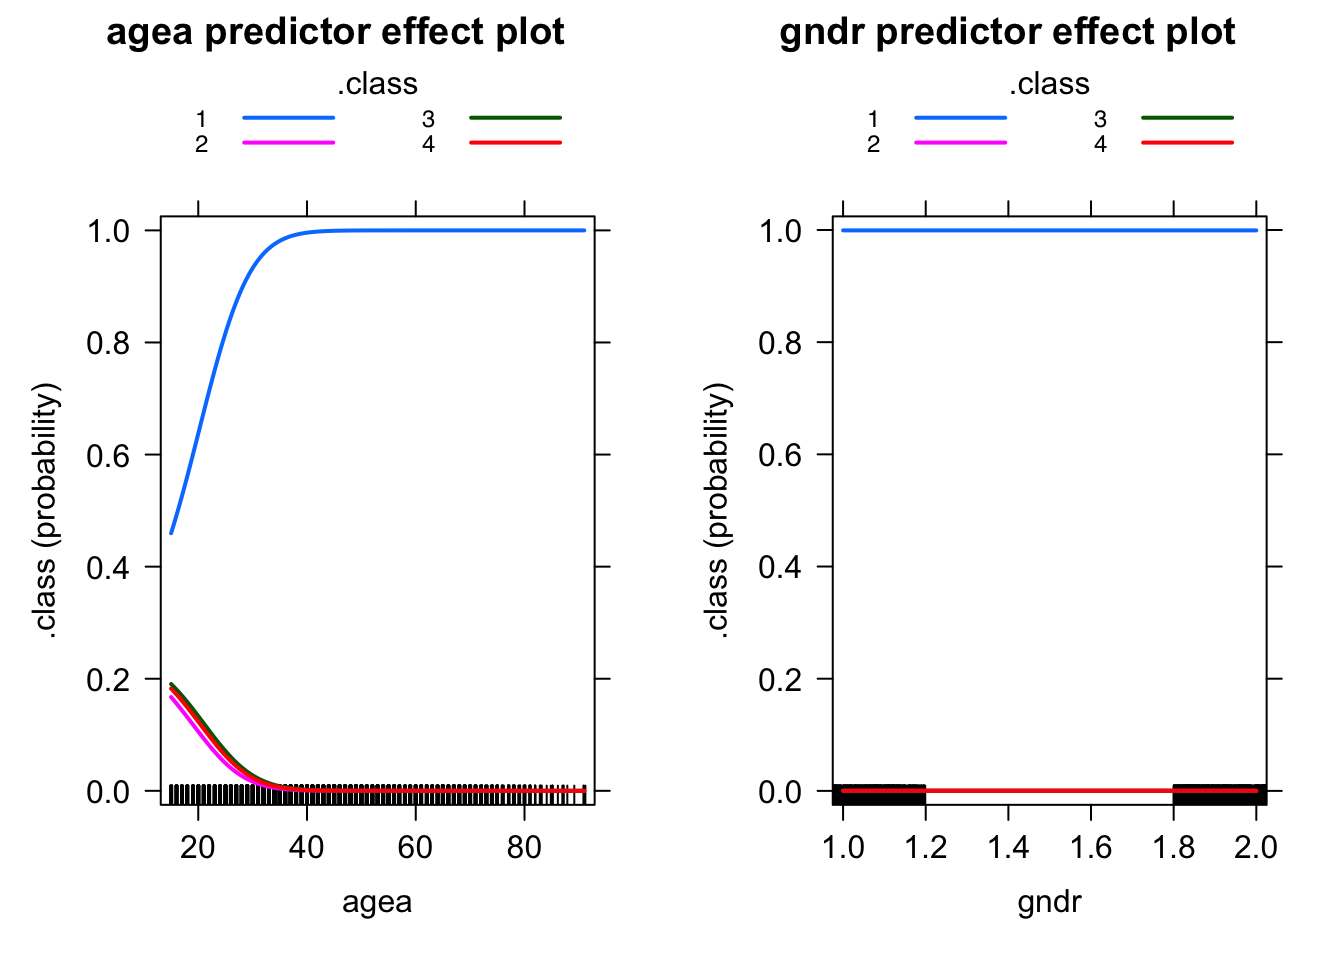 agea predictor effect plot
.class
1 3
2 4
1.0
0.8
0.6
0.4
0.2
0.0
.class (probability)
20 40 60 80
agea
gndr predictor effect plot
.class
1 3
2 4
1.0
0.8
0.6
0.4
0.2
0.0
.class (probability)
1.0 1.2 1.4 1.6 1.8 2.0
gndr